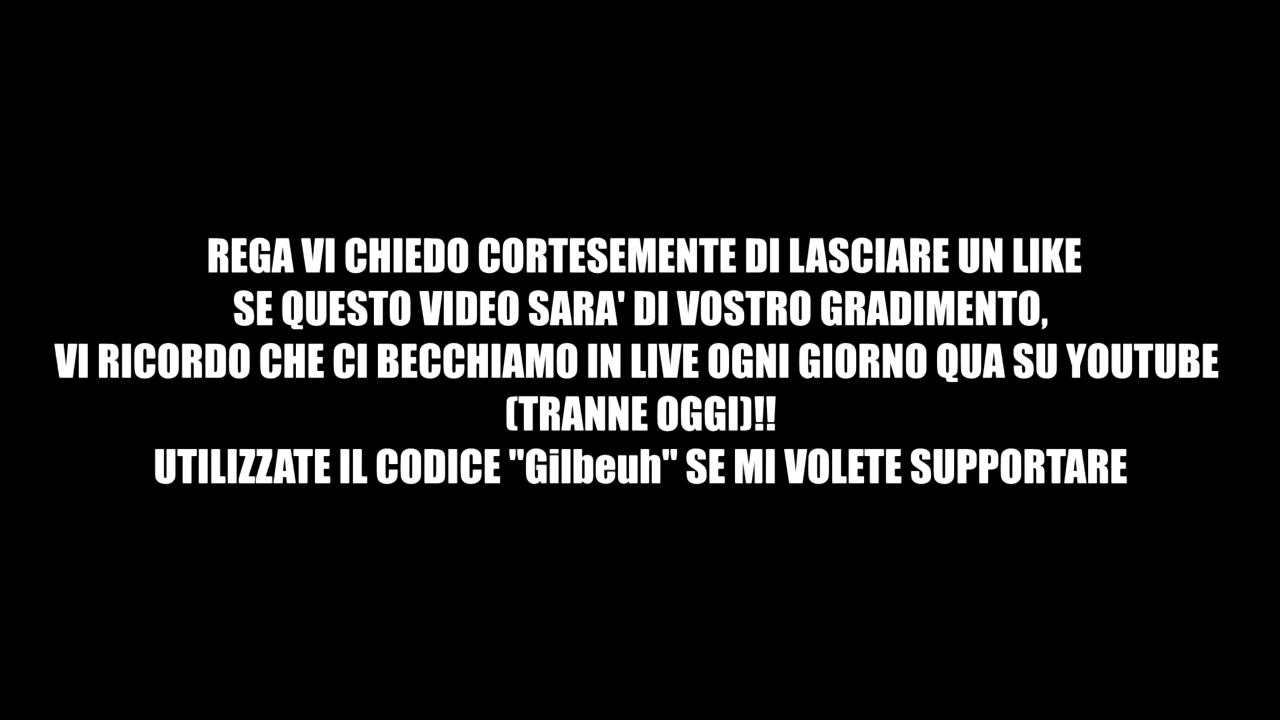 REGA VI CHIEDO CORTESEMENTE DI LASCIARE UN LIKE
SE QUESTO VIDEO SARA' DI VOSTRO GRADIMENTO,
VI RICORDO CHE CI BECCHIAMO IN LIVE OGNI GIORNO QUA SU YOUTUBE
(TRANNE OGGI)!!
UTILIZZATE IL CODICE "Gilbeuh" SE MI VOLETE SUPPORTARE